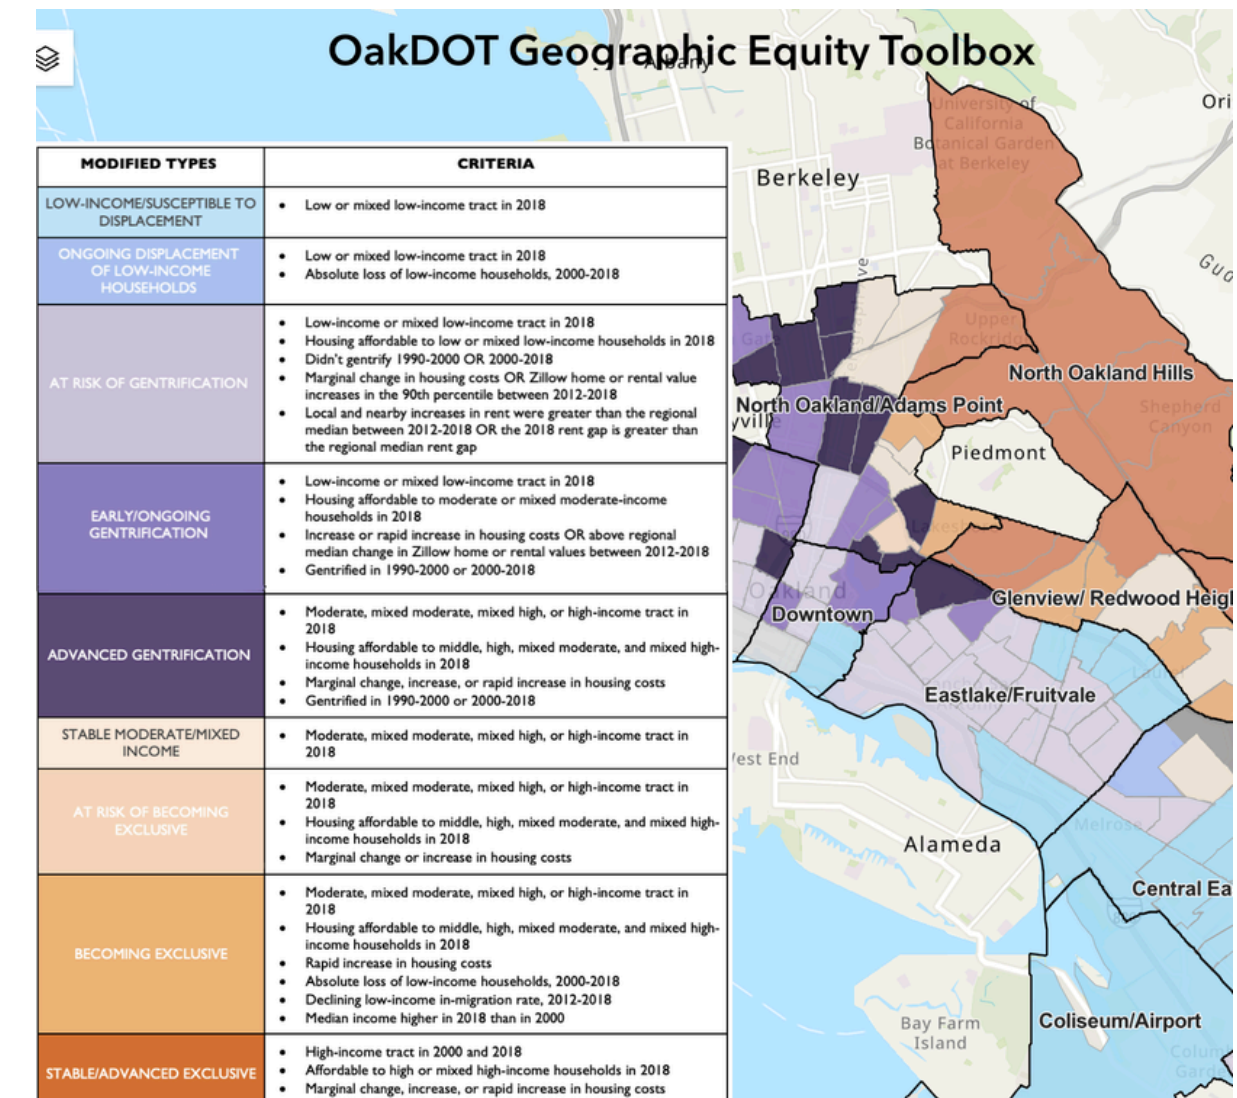 OakDOT Geographic Equity Toolbox
Albany
University of
California
Botanical Garden
at Berkeley
Ori
Berkeley
MODIFIED TYPES
CRITERIA
LOW-INCOME/SUSCEPTIBLE TO
DISPLACEMENT
• Low or mixed low-income tract in 2018
ONGOING DISPLACEMENT
OF LOW-INCOME
HOUSEHOLDS
• Low or mixed low-income tract in 2018
• Absolute loss of low-income households, 2000-2018
AT RISK OF GENTRIFICATION
• Low-income or mixed low-income tract in 2018
• Housing affordable to low or mixed low-income households in 2018
• Didn't gentrify 1990-2000 OR 2000-2018
• Marginal change in housing costs OR Zillow home or rental value
increases in the 90th percentile between 2012-2018
• Local and nearby increases in rent were greater than the regional
median between 2012-2018 OR the 2018 rent gap is greater than
the regional median rent gap
EARLY/ONGOING
GENTRIFICATION
• Low-income or mixed low-income tract in 2018
• Housing affordable to moderate or mixed moderate-income
households in 2018
• Increase or rapid increase in housing costs OR above regional
median change in Zillow home or rental values between 2012-2018
• Gentrified in 1990-2000 or 2000-2018
ADVANCED GENTRIFICATION
• Moderate, mixed moderate, mixed high, or high-income tract in
2018
• Housing affordable to middle, high, mixed moderate, and mixed high-
income households in 2018
• Marginal change, increase, or rapid increase in housing costs
• Gentrified in 1990-2000 or 2000-2018
STABLE MODERATE/MIXED
INCOME
• Moderate, mixed moderate, mixed high, or high-income tract in
2018
AT RISK OF BECOMING
EXCLUSIVE
• Moderate, mixed moderate, mixed high, or high-income tract in
2018
• Housing affordable to middle, high, mixed moderate, and mixed high-
income households in 2018
• Marginal change or increase in housing costs
BECOMING EXCLUSIVE
• Moderate, mixed moderate, mixed high, or high-income tract in
2018
• Housing affordable to middle, high, mixed moderate, and mixed high-
income households in 2018
• Rapid increase in housing costs
• Absolute loss of low-income households, 2000-2018
• Declining low-income in-migration rate, 2012-2018
• Median income higher in 2018 than in 2000
STABLE/ADVANCED EXCLUSIVE
• High-income tract in 2000 and 2018
• Affordable to high or mixed high-income households in 2018
• Marginal change, increase, or rapid increase in housing costs
Gate
Upper
Rockridge
North Oakland Hills
North Oakland/Adams Point
yville
Shepherd
Canyon
Piedmont
Oakland
Downtown
Glenview/ Redwood Heig
Eastlake/Fruitvale
est End
Melrose
Alameda
Central Ea
Bay Farm
Island
Coliseum/Airport
Colum
Garde